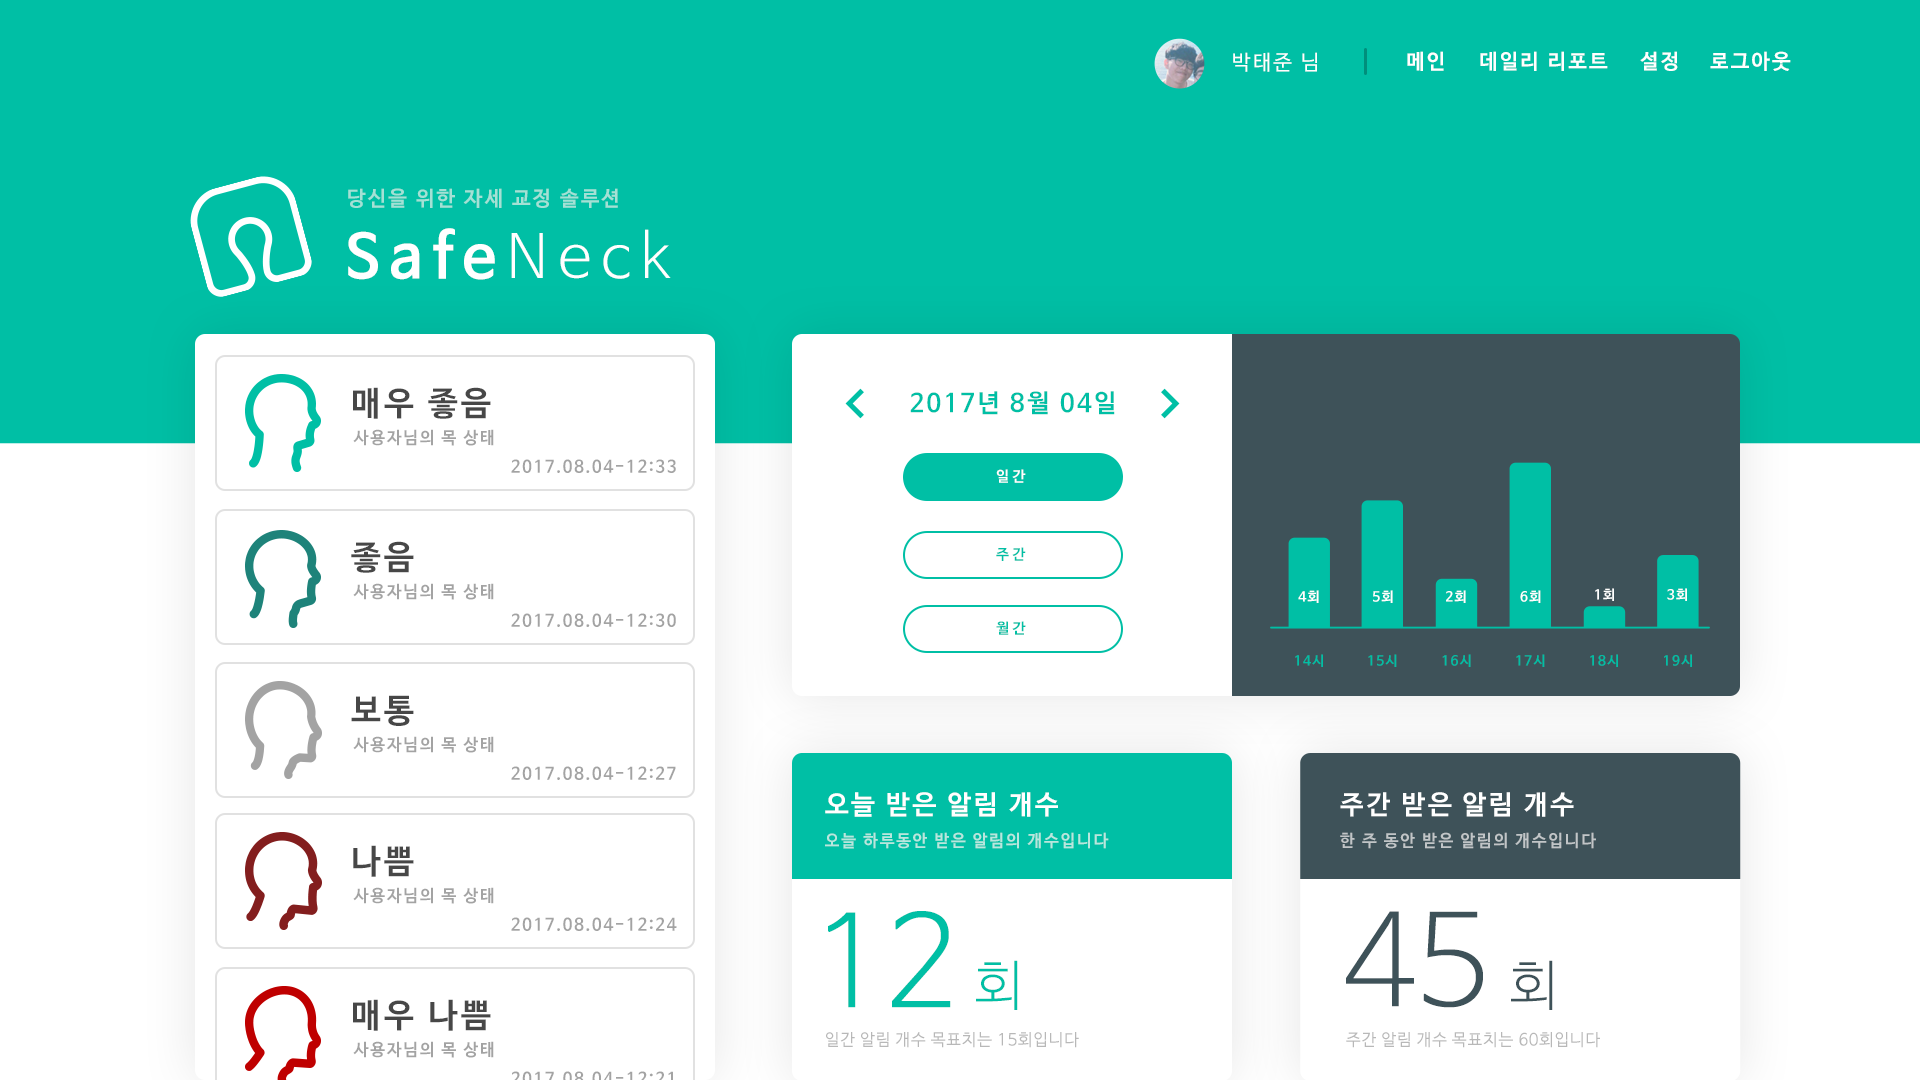 박태준 님
메인 데일리 리포트 설정 로그아웃
당신을 위한 자세 교정 솔루션
SafeNeck
매우 좋음
사용자님의 목 상태
2017.08.04-12:33
좋음
사용자님의 목 상태
2017.08.04-12:30
보통
사용자님의 목 상태
2017.08.04-12:27
나쁨
사용자님의 목 상태
2017.08.04-12:24
매우 나쁨
사용자님의 목 상태
2017.08.04-12:21
2017년 8월 04일
일간
주간
월간
4회 5회 2회 6회 1회 3회
14시 15시 16시 17시 18시 19시
오늘 받은 알림 개수
오늘 하루동안 받은 알림의 개수입니다
12 회
일간 알림 개수 목표치는 15회입니다
주간 받은 알림 개수
한 주 동안 받은 알림의 개수입니다
45 회
주간 알림 개수 목표치는 60회입니다